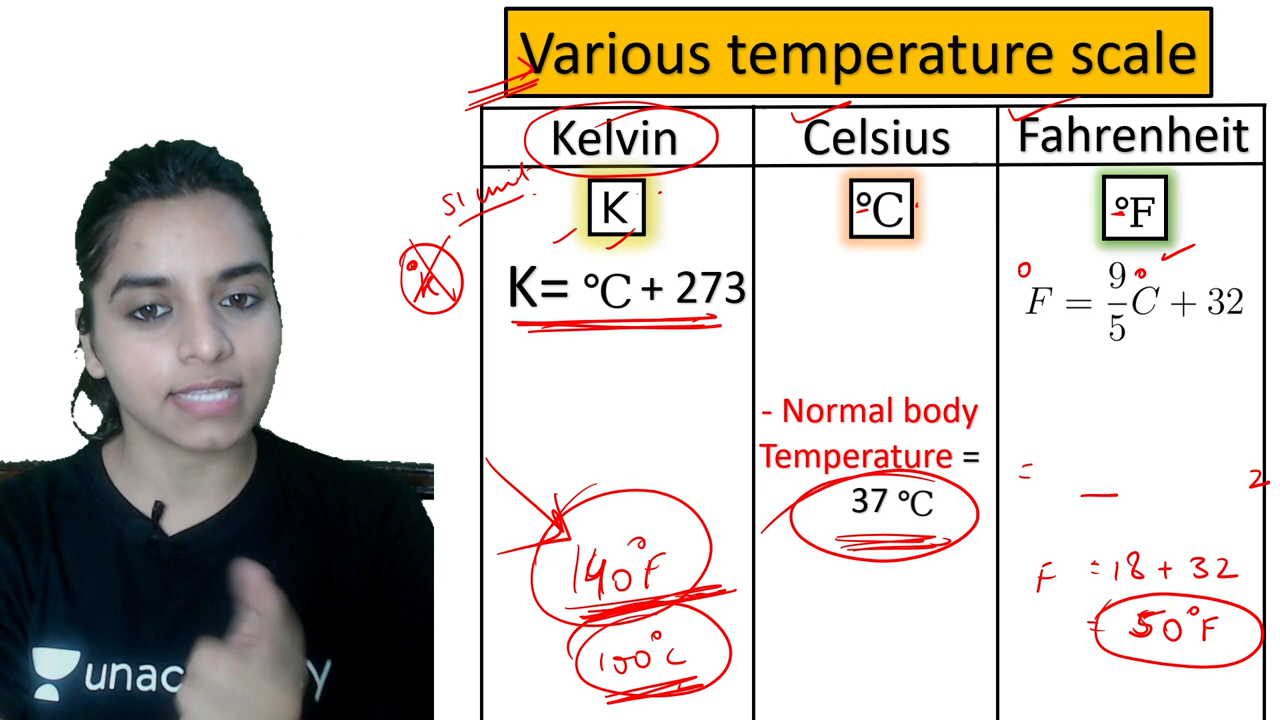 Various temperature scale
Kelvin
Celsius
Fahrenheit
SI unit
K
°C
°F
°K
K= °C + 273
°F = 9/5 °C + 32
- Normal body
Temperature =
37 °C
=
2
140°F
100°C
F = 18 + 32
= 50°F
unac y